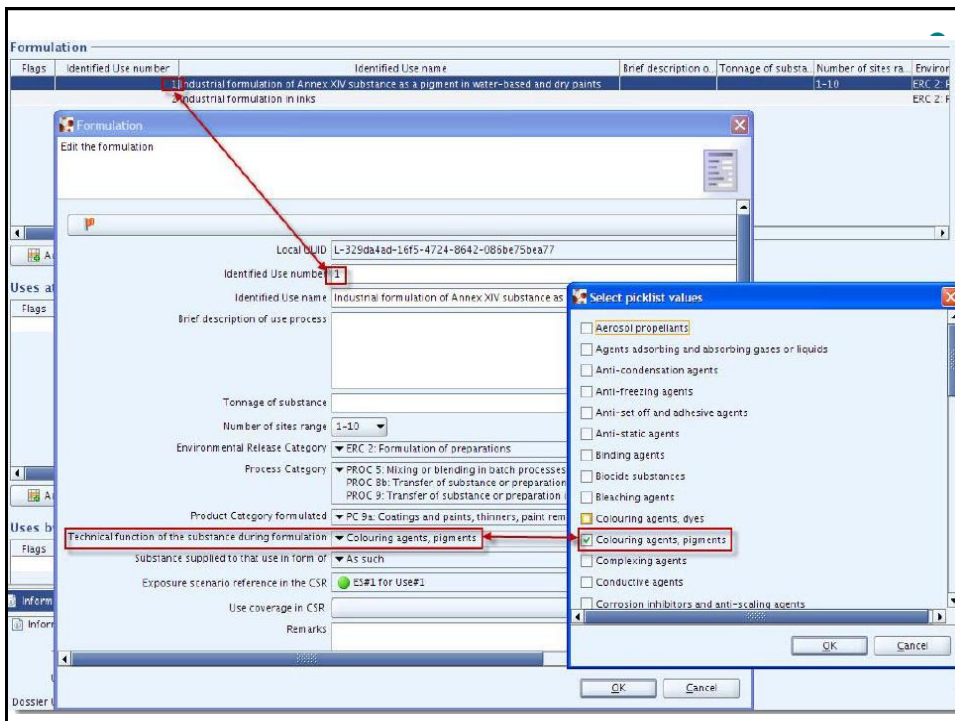 Formulation
Flags Identified Use number Identified Use name Brief description o... Tonnage of substa... Number of sites ra... Environ
1 Industrial formulation of Annex XIV substance as a pigment in water-based and dry paints 1-10 ERC 2: F
2 Industrial formulation in inks ERC 2: F
Formulation
Edit the formulation
Local UUID L-329da4ad-16f5-4724-8642-086be75bea77
Identified Use number 1
Uses at
Identified Use name Industrial formulation of Annex XIV substance as
Flags
Brief description of use process
Tonnage of substance
Number of sites range 1-10
Environmental Release Category ERC 2: Formulation of preparations
Process Category PROC 5: Mixing or blending in batch processes
PROC 8b: Transfer of substance or preparation
PROC 9: Transfer of substance or preparation
Product Category formulated PC 9a: Coatings and paints, thinners, paint rem
Uses b
Technical function of the substance during formulation Colouring agents, pigments
Flags
Substance supplied to that use in form of As such
Exposure scenario reference in the CSR ES#1 for Use#1
Inform
Use coverage in CSR
Infor
Remarks
OK Cancel
Dossier
Select picklist values
Aerosol propellants
Agents adsorbing and absorbing gases or liquids
Anti-condensation agents
Anti-freezing agents
Anti-set off and adhesive agents
Anti-static agents
Binding agents
Biocide substances
Bleaching agents
Colouring agents, dyes
Colouring agents, pigments
Complexing agents
Conductive agents
Corrosion inhibitors and anti-scaling agents
OK Cancel